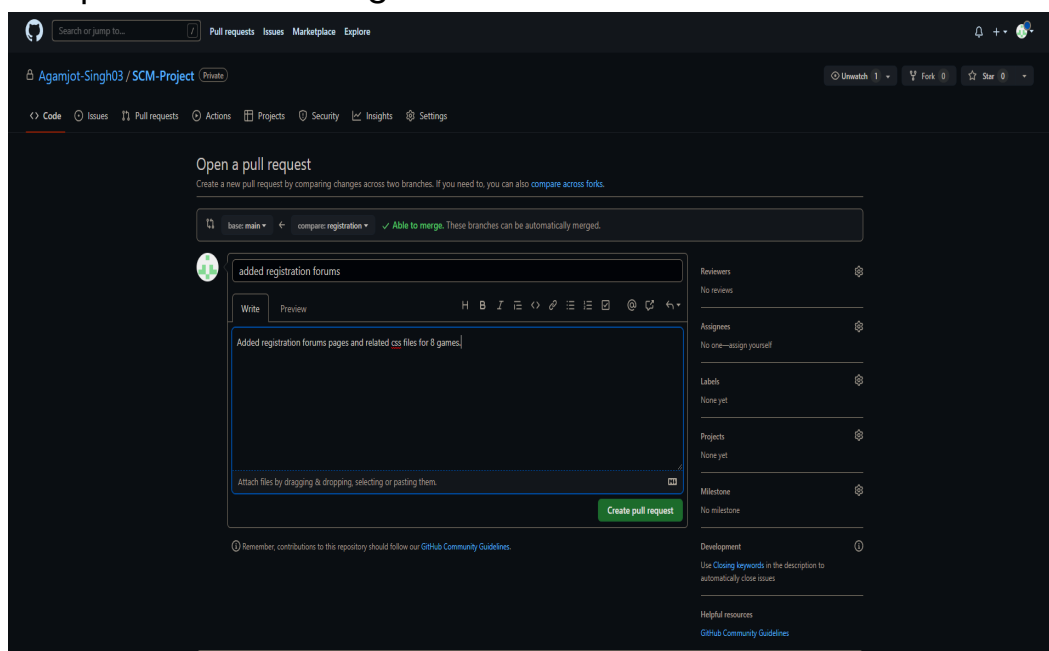 Search or jump to... /
Pull requests Issues Marketplace Explore
Agamjot-Singh03 / SCM-Project Private
Unwatch 1 Fork 0 Star 0
<> Code Issues Pull requests Actions Projects Security Insights Settings
Open a pull request
Create a new pull request by comparing changes across two branches. If you need to, you can also compare across forks.
base: main ← compare: registration ✓ Able to merge. These branches can be automatically merged.
added registration forums
Write Preview H B I <> @
Added registration forums pages and related css files for 8 games.
Attach files by dragging & dropping, selecting or pasting them.
Create pull request
Remember, contributions to this repository should follow our GitHub Community Guidelines.
Reviewers
No reviews
Assignees
No one—assign yourself
Labels
None yet
Projects
None yet
Milestone
No milestone
Development
Use Closing keywords in the description to
automatically close issues
Helpful resources
GitHub Community Guidelines